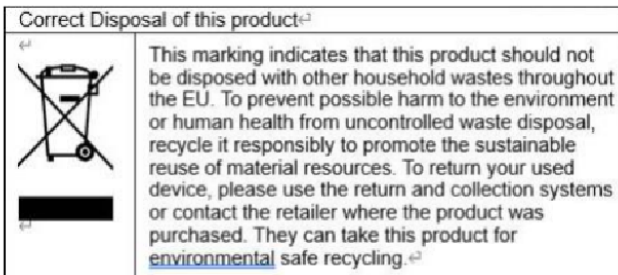 Correct Disposal of this product↵
↵
This marking indicates that this product should not
be disposed with other household wastes throughout
the EU. To prevent possible harm to the environment
or human health from uncontrolled waste disposal,
recycle it responsibly to promote the sustainable
reuse of material resources. To return your used
device, please use the return and collection systems
or contact the retailer where the product was
purchased. They can take this product for
environmental safe recycling.↵
↵